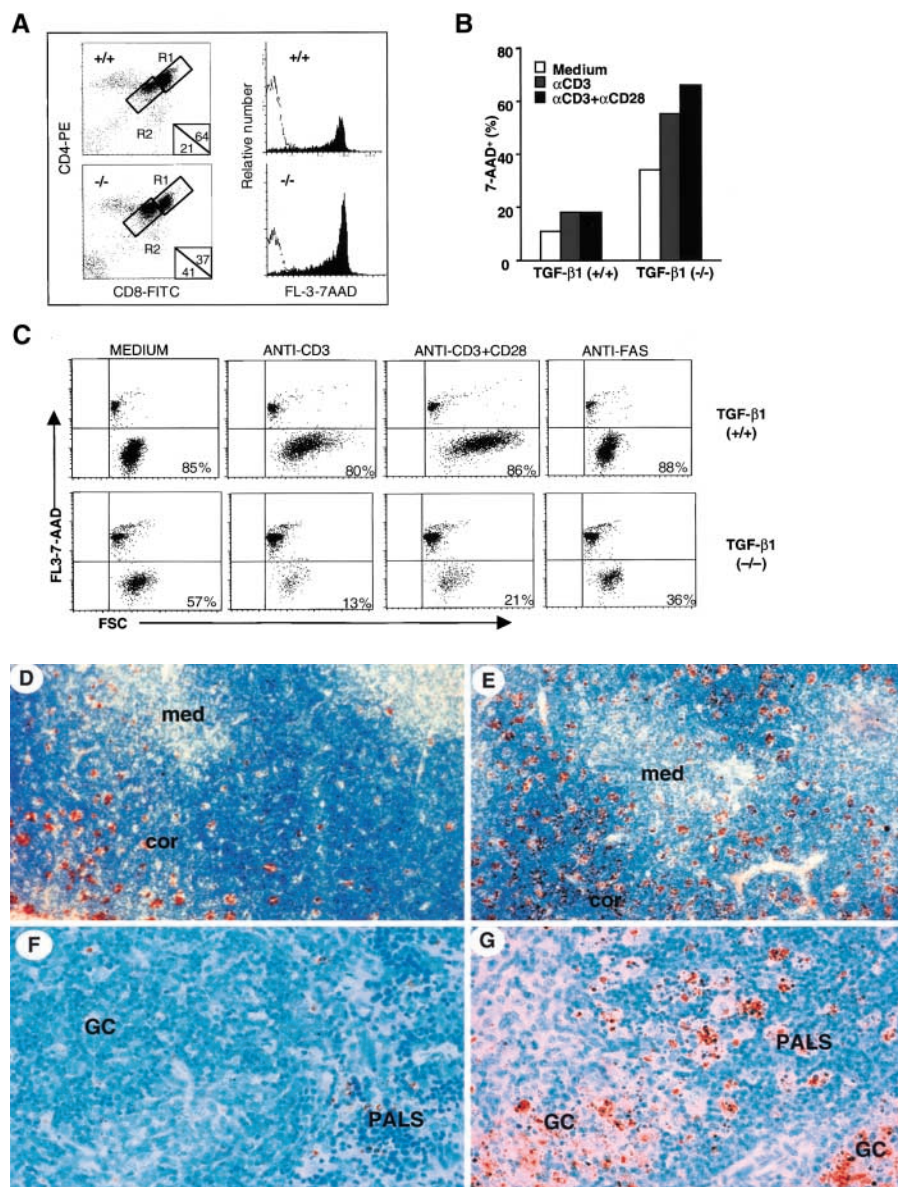 A
+/+
R1
R2
64
21
CD4-PE
-/-
R1
R2
37
41
CD8-FITC
Relative number
+/+
-/-
FL-3-7AAD
B
7-AAD⁺ (%)
80
60
40
20
0
Medium
αCD3
αCD3+αCD28
TGF-β1 (+/+)
TGF-β1 (-/-)
C
MEDIUM
ANTI-CD3
ANTI-CD3+CD28
ANTI-FAS
85%
80%
86%
88%
TGF-β1
(+/+)
57%
13%
21%
36%
TGF-β1
(–/–)
FL3-7-AAD
FSC
D
med
cor
E
med
cor
F
GC
PALS
G
PALS
GC
GC